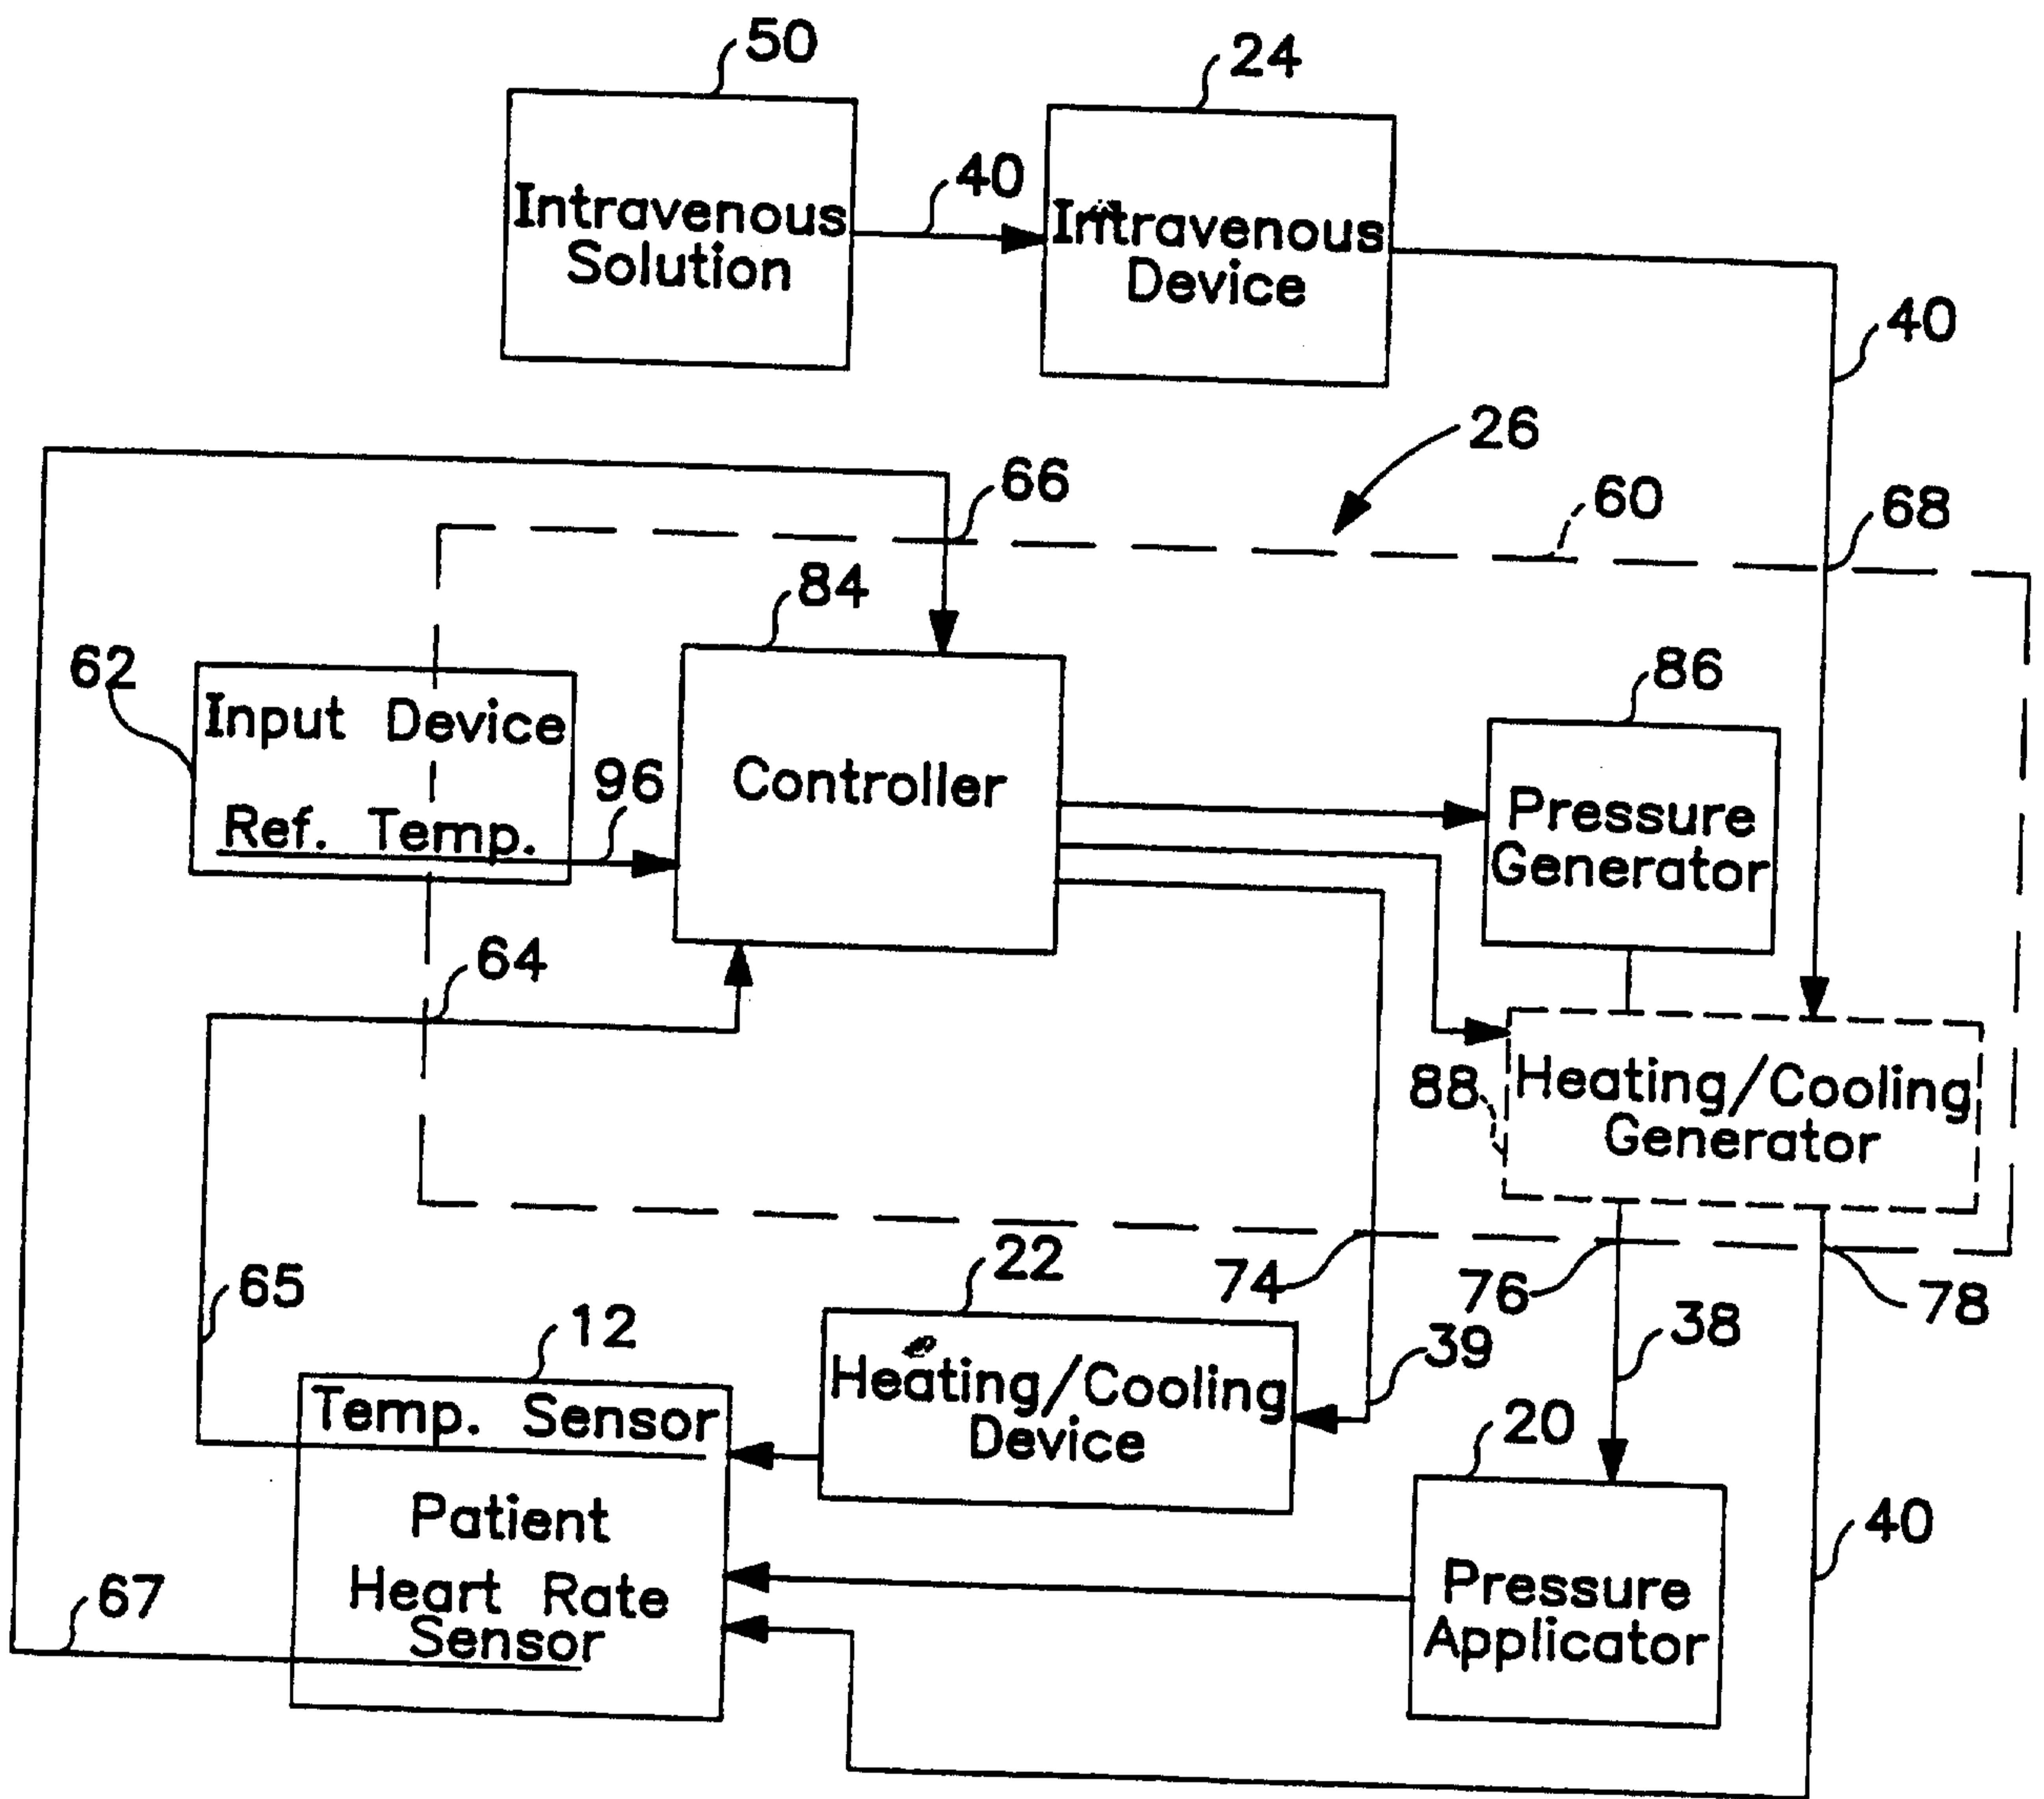 50
24
Intravenous
Solution
40
Intravenous
Device
40
26
66
60
68
84
62
Input Device
Ref. Temp.
96
Controller
86
Pressure
Generator
64
88
Heating/Cooling
Generator
65
12
22
74
76
78
39
38
Temp. Sensor
Heating/Cooling
Device
20
Patient
Heart Rate
Sensor
67
Pressure
Applicator
40